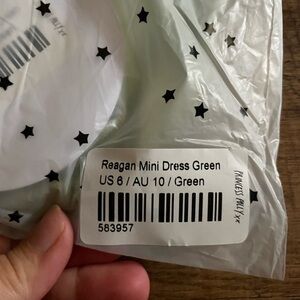 Reagan Mini Dress Green
US 6 / AU 10 / Green
583957
PRINCESS POLLY xx